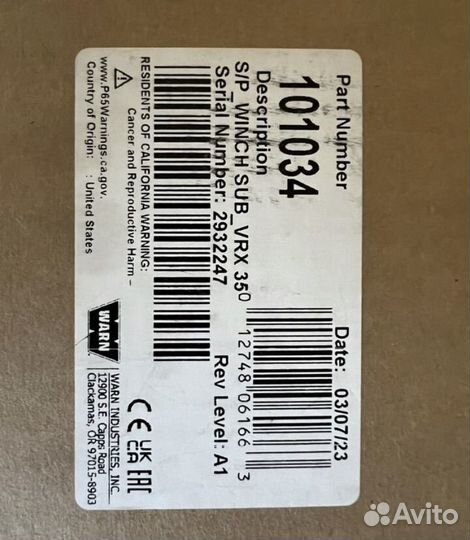 Part Number
101034
Date: 03/07/23
Description
S/P_WINCH SUB_VRX 350
0 12748 06166 3
Serial Number: 2932247
Rev Level: A1
RESIDENTS OF CALIFORNIA WARNING:
Cancer and Reproductive Harm –
www.P65Warnings.ca.gov.
Country of Origin: : United States
CE UK CA EAC
WARN
WARN INDUSTRIES, INC.
12900 S.E. Capps Road
Clackamas, OR 97015-8903
Avito